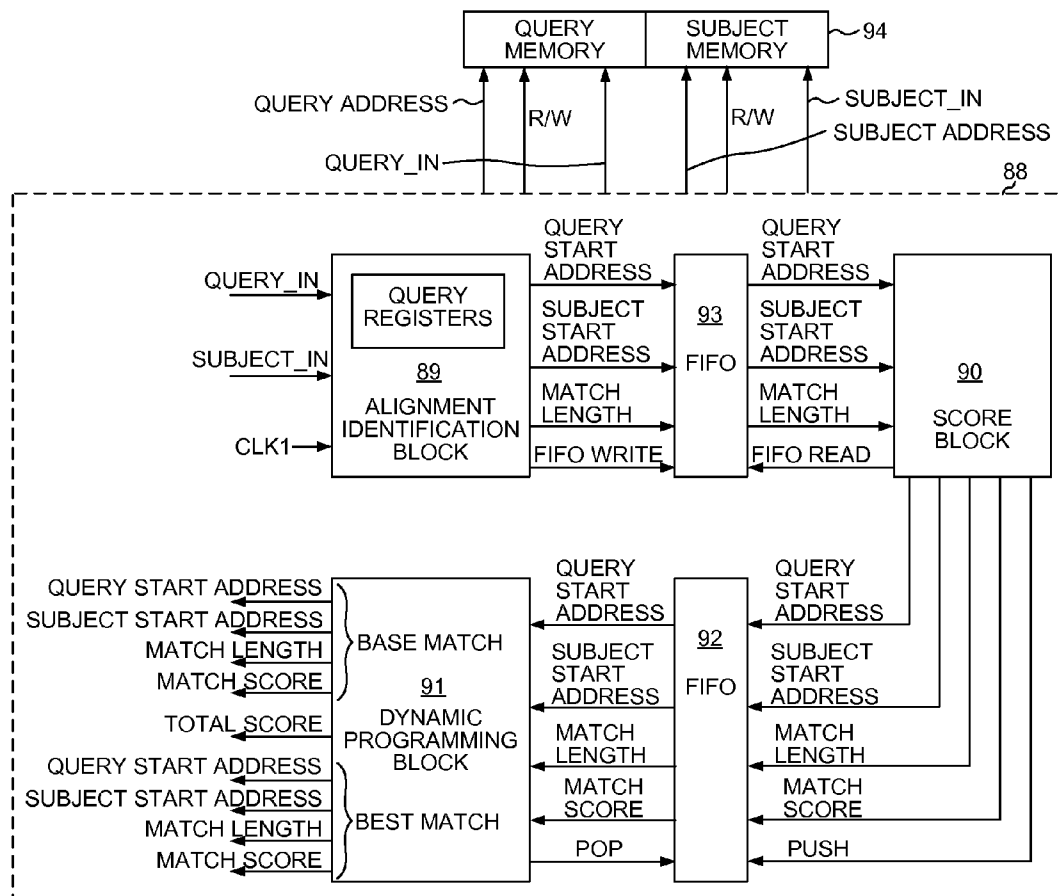 QUERY MEMORY
SUBJECT MEMORY
94
QUERY ADDRESS
R/W
QUERY_IN
R/W
SUBJECT_IN
SUBJECT ADDRESS
88
QUERY_IN
SUBJECT_IN
CLK1
QUERY
REGISTERS
89
ALIGNMENT
IDENTIFICATION
BLOCK
QUERY
START
ADDRESS
SUBJECT
START
ADDRESS
MATCH
LENGTH
FIFO WRITE
93
FIFO
QUERY
START
ADDRESS
SUBJECT
START
ADDRESS
MATCH
LENGTH
FIFO READ
90
SCORE
BLOCK
QUERY START ADDRESS
SUBJECT START ADDRESS
MATCH LENGTH
MATCH SCORE
BASE MATCH
TOTAL SCORE
91
DYNAMIC
PROGRAMMING
BLOCK
QUERY START ADDRESS
SUBJECT START ADDRESS
MATCH LENGTH
MATCH SCORE
BEST MATCH
QUERY
START
ADDRESS
SUBJECT
START
ADDRESS
MATCH
LENGTH
MATCH
SCORE
POP
92
FIFO
QUERY
START
ADDRESS
SUBJECT
START
ADDRESS
MATCH
LENGTH
MATCH
SCORE
PUSH